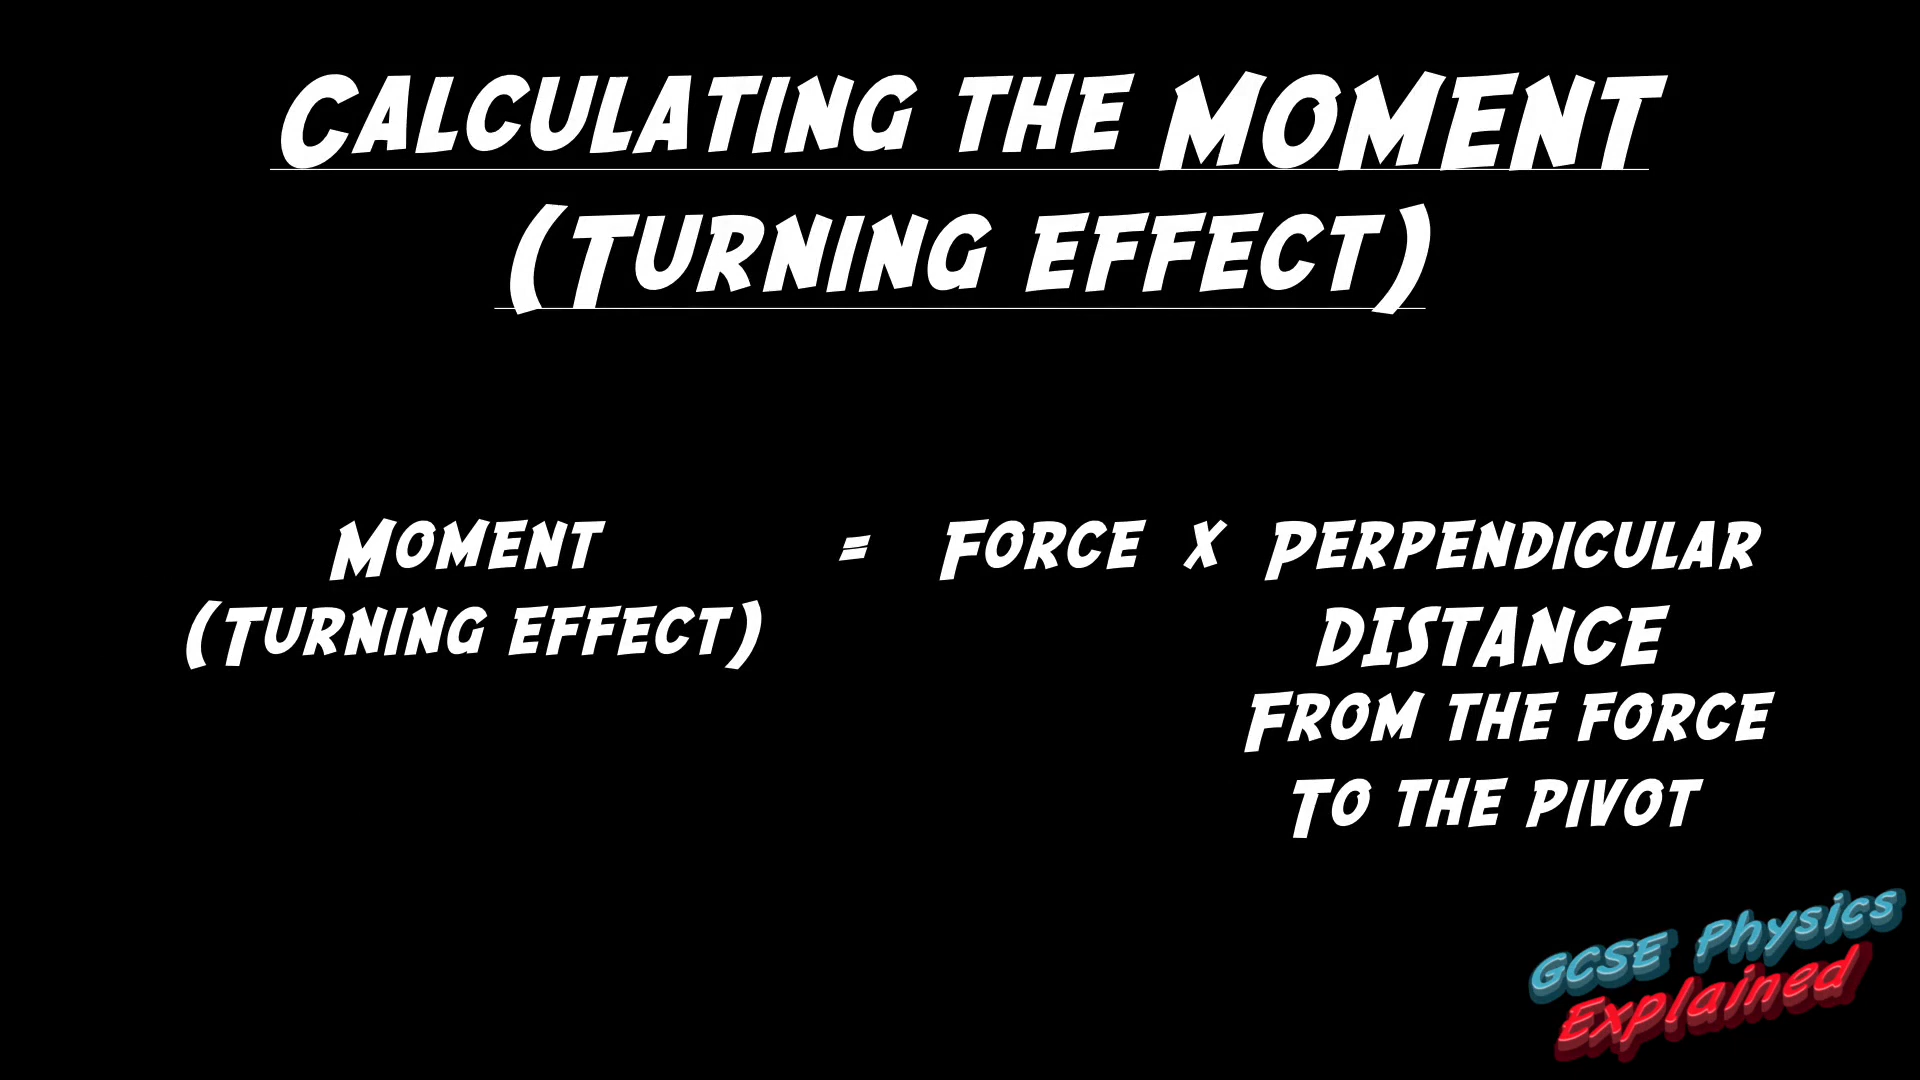 Calculating the MOMENT
(Turning effect)
Moment = Force x Perpendicular
(Turning effect) DISTANCE
From the force
To the pivot
GCSE Physics
Explained